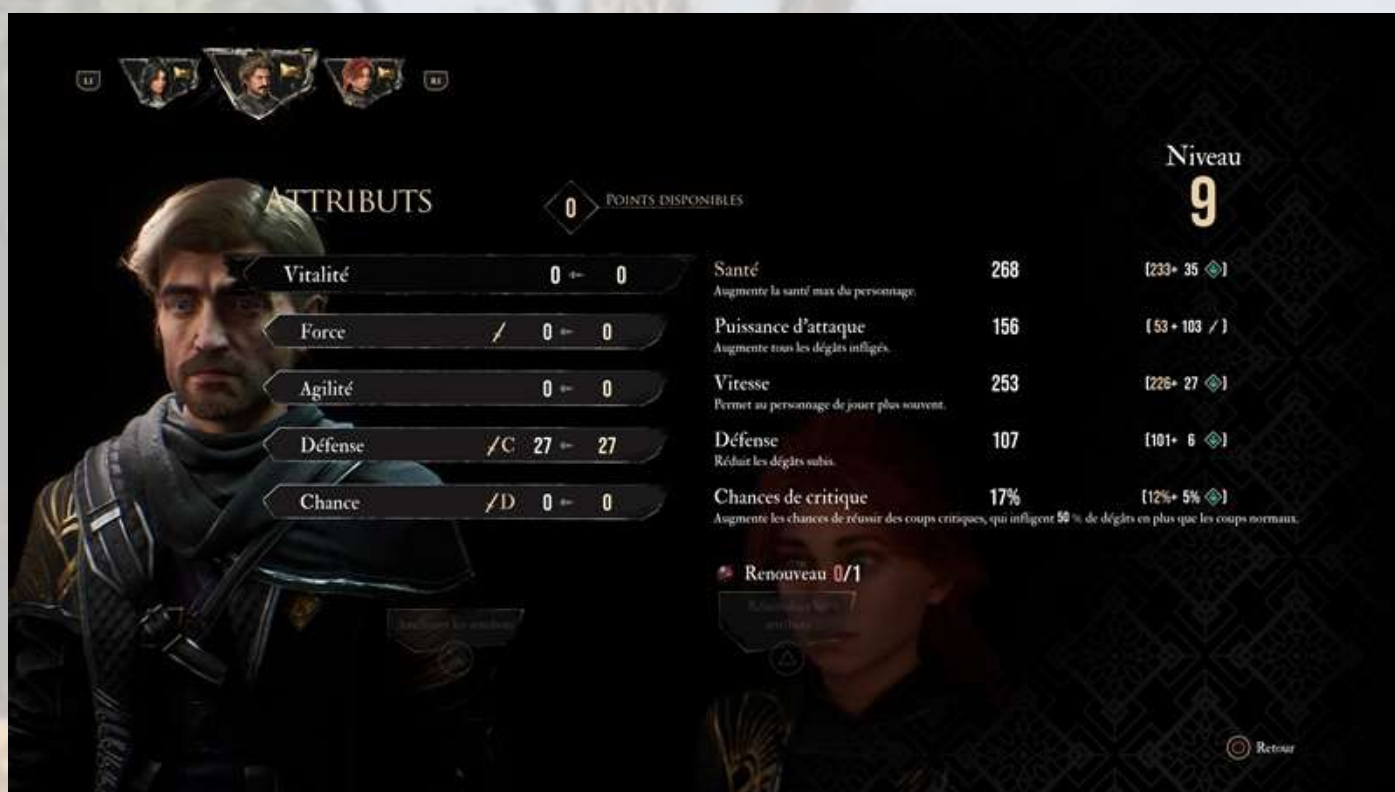 L1 R1
Niveau
9
ATTRIBUTS 0 POINTS DISPONIBLES
Vitalité 0 0
Force 0 0
Agilité 0 0
Défense C 27 27
Chance D 0 0
Santé 268 [233+ 35]
Augmente la santé max du personnage.
Puissance d'attaque 156 [53 + 103]
Augmente tous les dégâts infligés.
Vitesse 253 [226+ 27]
Permet au personnage de jouer plus souvent.
Défense 107 [101+ 6]
Réduit les dégâts subis.
Chances de critique 17% [12%+ 5%]
Augmente les chances de réussir des coups critiques, qui infligent 50 % de dégâts en plus que les coups normaux.
Renouveau 0/1
Retour